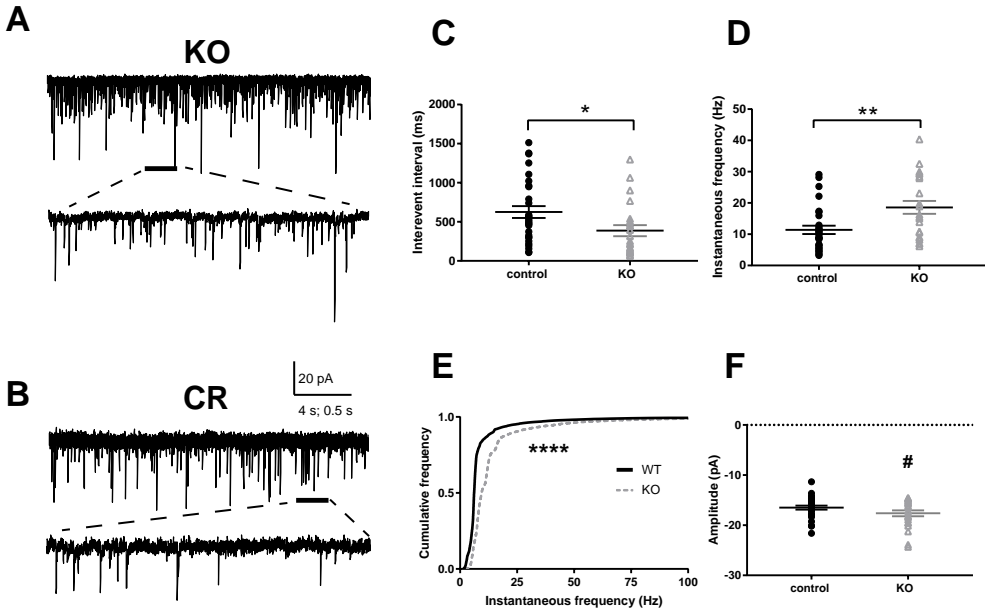 A
KO
B
CR
20 pA
4 s; 0.5 s
C
Interevent interval (ms)
2000
1500
1000
500
0
*
control
KO
D
Instantaneous frequency (Hz)
50
40
30
20
10
0
**
control
KO
E
Cumulative frequency
1.0
0.5
0.0
****
WT
KO
0
25
50
75
100
Instantaneous frequency (Hz)
F
Amplitude (pA)
0
-10
-20
-30
#
control
KO